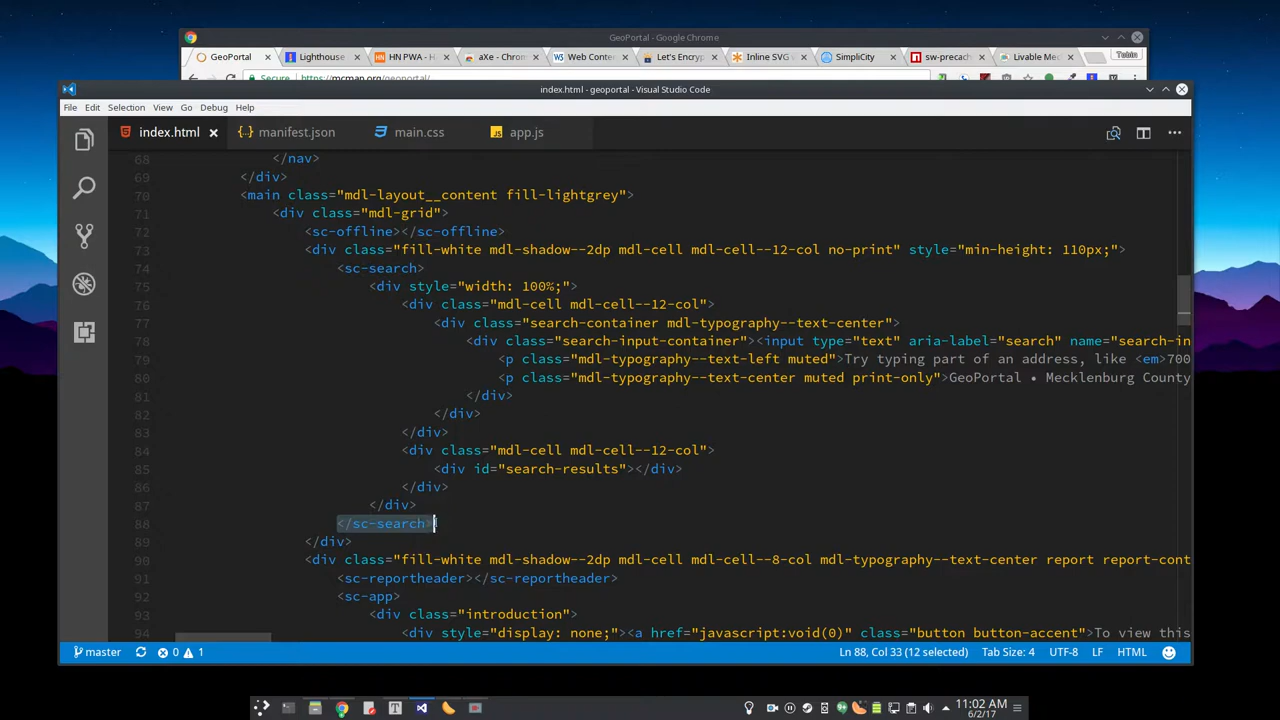 GeoPortal - Google Chrome
GeoPortal
Lighthouse
HN PWA - H
aXe - Chrom
Web Conten
Let's Encryp
Inline SVG
SimpliCity
sw-precach
Livable Mec
Tobin
Secure https://mcmap.org/geoportal/
index.html - geoportal - Visual Studio Code
File Edit Selection View Go Debug Help
index.html
manifest.json
main.css
app.js
68 </nav>
69 </div>
70 <main class="mdl-layout__content fill-lightgrey">
71 <div class="mdl-grid">
72 <sc-offline></sc-offline>
73 <div class="fill-white mdl-shadow--2dp mdl-cell mdl-cell--12-col no-print" style="min-height: 110px;">
74 <sc-search>
75 <div style="width: 100%;">
76 <div class="mdl-cell mdl-cell--12-col">
77 <div class="search-container mdl-typography--text-center">
78 <div class="search-input-container"><input type="text" aria-label="search" name="search-in
79 <p class="mdl-typography--text-left muted">Try typing part of an address, like <em>700
80 <p class="mdl-typography--text-center muted print-only">GeoPortal • Mecklenburg County
81 </div>
82 </div>
83 </div>
84 <div class="mdl-cell mdl-cell--12-col">
85 <div id="search-results"></div>
86 </div>
87 </div>
88 </sc-search>
89 </div>
90 <div class="fill-white mdl-shadow--2dp mdl-cell mdl-cell--8-col mdl-typography--text-center report report-cont
91 <sc-reportheader></sc-reportheader>
92 <sc-app>
93 <div class="introduction">
94 <div style="display: none;"><a href="javascript:void(0)" class="button button-accent">To view this
master 0 1 Ln 88, Col 33 (12 selected) Tab Size: 4 UTF-8 LF HTML
11:02 AM
6/2/17